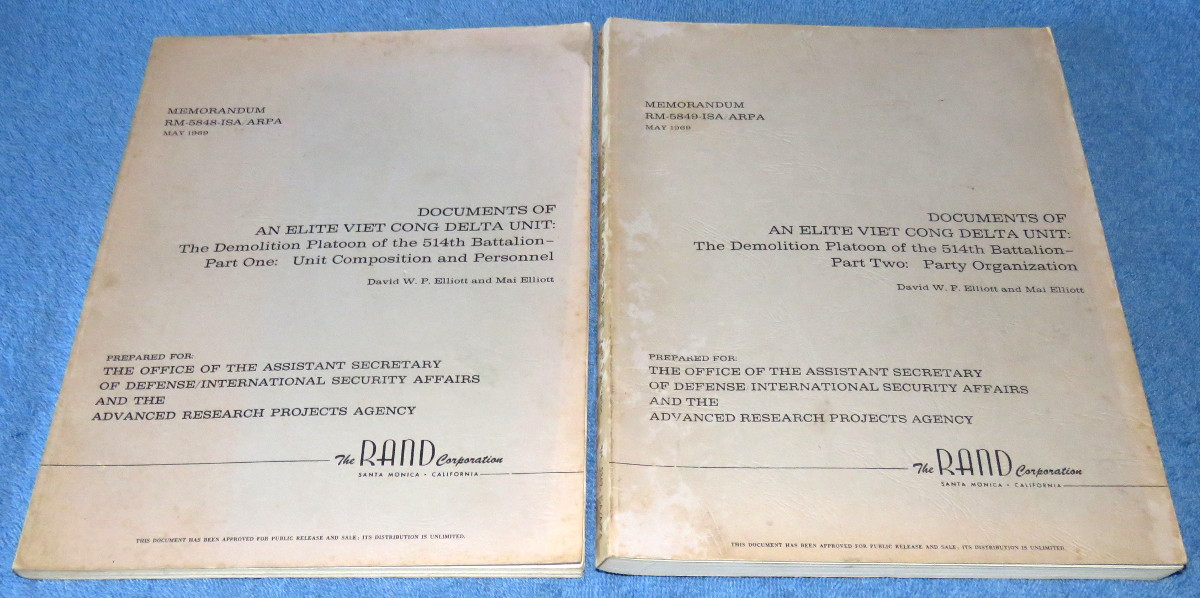 MEMORANDUM
RM-5848-ISA/ARPA
MAY 1969
DOCUMENTS OF
AN ELITE VIET CONG DELTA UNIT:
The Demolition Platoon of the 514th Battalion–
Part One: Unit Composition and Personnel
David W. P. Elliott and Mai Elliott
PREPARED FOR:
THE OFFICE OF THE ASSISTANT SECRETARY
OF DEFENSE/INTERNATIONAL SECURITY AFFAIRS
AND THE
ADVANCED RESEARCH PROJECTS AGENCY
The RAND Corporation
SANTA MONICA • CALIFORNIA
THIS DOCUMENT HAS BEEN APPROVED FOR PUBLIC RELEASE AND SALE; ITS DISTRIBUTION IS UNLIMITED.
MEMORANDUM
RM-5849-ISA/ARPA
MAY 1969
DOCUMENTS OF
AN ELITE VIET CONG DELTA UNIT:
The Demolition Platoon of the 514th Battalion–
Part Two: Party Organization
David W. P. Elliott and Mai Elliott
PREPARED FOR:
THE OFFICE OF THE ASSISTANT SECRETARY
OF DEFENSE INTERNATIONAL SECURITY AFFAIRS
AND THE
ADVANCED RESEARCH PROJECTS AGENCY
The RAND Corporation
SANTA MONICA • CALIFORNIA
THIS DOCUMENT HAS BEEN APPROVED FOR PUBLIC RELEASE AND SALE; ITS DISTRIBUTION IS UNLIMITED.